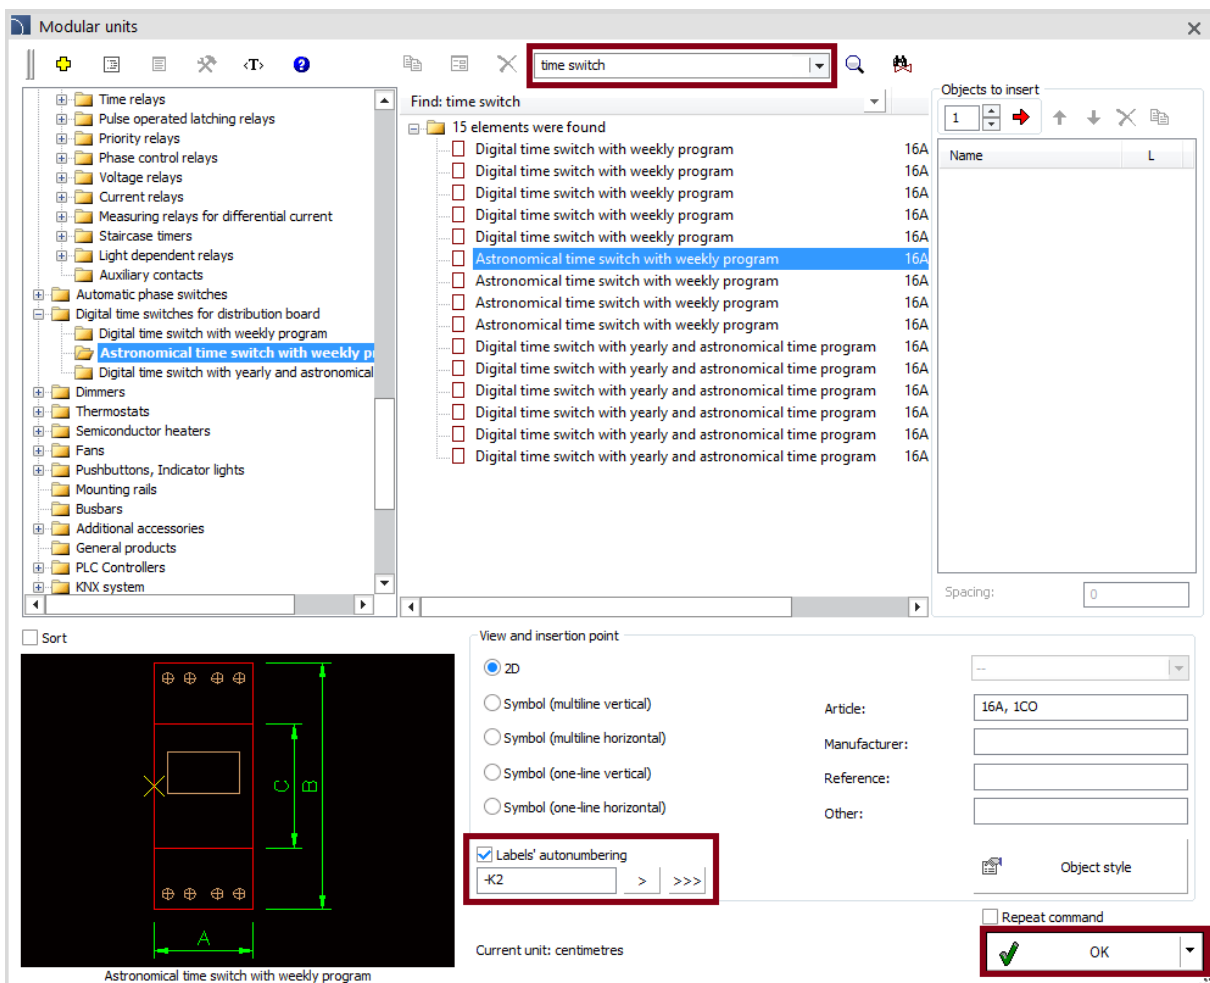 Modular units
<T>
time switch
Time relays
Pulse operated latching relays
Priority relays
Phase control relays
Voltage relays
Current relays
Measuring relays for differential current
Staircase timers
Light dependent relays
Auxiliary contacts
Automatic phase switches
Digital time switches for distribution board
Digital time switch with weekly program
Astronomical time switch with weekly p
Digital time switch with yearly and astronomical
Dimmers
Thermostats
Semiconductor heaters
Fans
Pushbuttons, Indicator lights
Mounting rails
Busbars
Additional accessories
General products
PLC Controllers
KNX system
Find: time switch
15 elements were found
Digital time switch with weekly program 16A
Digital time switch with weekly program 16A
Digital time switch with weekly program 16A
Digital time switch with weekly program 16A
Digital time switch with weekly program 16A
Astronomical time switch with weekly program 16A
Astronomical time switch with weekly program 16A
Astronomical time switch with weekly program 16A
Astronomical time switch with weekly program 16A
Digital time switch with yearly and astronomical time program 16A
Digital time switch with yearly and astronomical time program 16A
Digital time switch with yearly and astronomical time program 16A
Digital time switch with yearly and astronomical time program 16A
Digital time switch with yearly and astronomical time program 16A
Digital time switch with yearly and astronomical time program 16A
Objects to insert
1
Name L
Spacing: 0
Sort
C B
A
Astronomical time switch with weekly program
View and insertion point
2D
--
Symbol (multiline vertical)
Symbol (multiline horizontal)
Symbol (one-line vertical)
Symbol (one-line horizontal)
Article: 16A, 1CO
Manufacturer:
Reference:
Other:
Labels' autonumbering
-K2 > >>>
Object style
Repeat command
Current unit: centimetres
OK